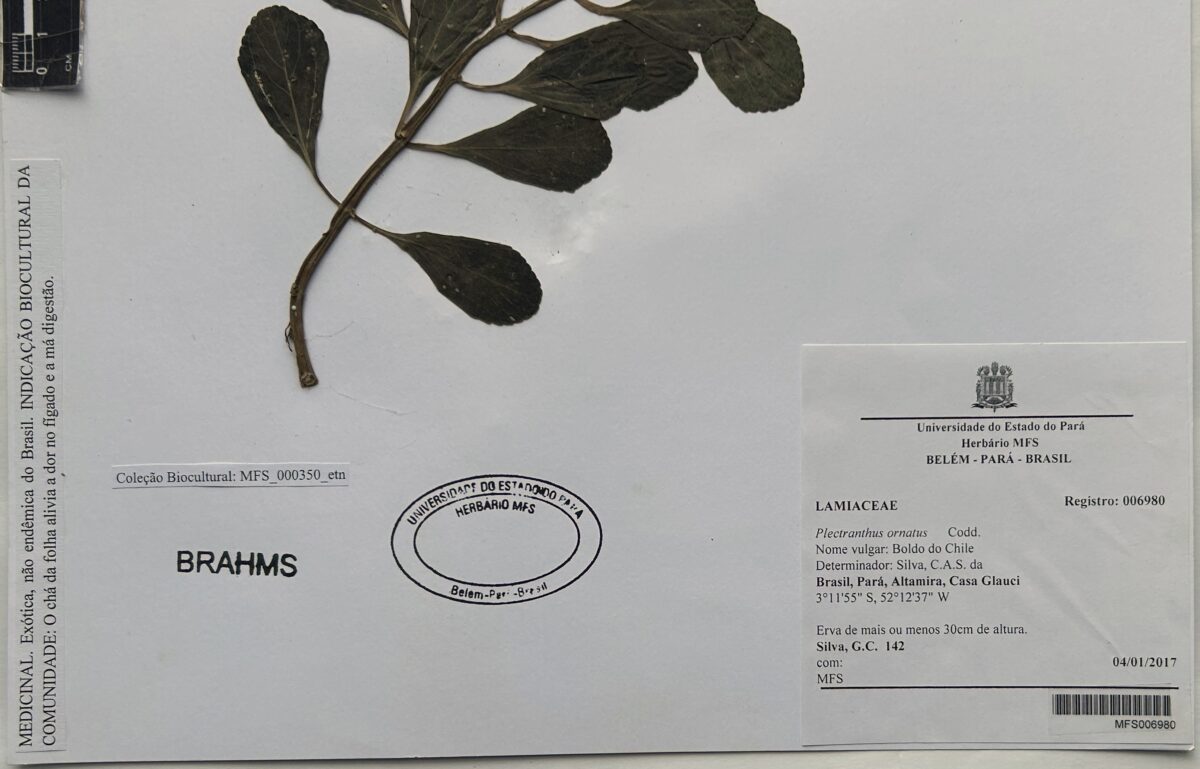 0 1
CM
MEDICINAL. Exótica, não endêmica do Brasil. INDICAÇÃO BIOCULTURAL DA
COMUNIDADE: O chá da folha alivia a dor no fígado e a má digestão.
Coleção Biocultural: MFS_000350_etn
BRAHMS
UNIVERSIDADE DO ESTADO DO PARÁ
HERBÁRIO MFS
Belém-Pará-Brasil
Universidade do Estado do Pará
Herbário MFS
BELÉM - PARÁ - BRASIL
LAMIACEAE
Registro: 006980
Plectranthus ornatus Codd.
Nome vulgar: Boldo do Chile
Determinador: Silva, C.A.S. da
Brasil, Pará, Altamira, Casa Glauci
3°11'55" S, 52°12'37" W
Erva de mais ou menos 30cm de altura.
Silva, G.C. 142
com:
04/01/2017
MFS
MFS006980